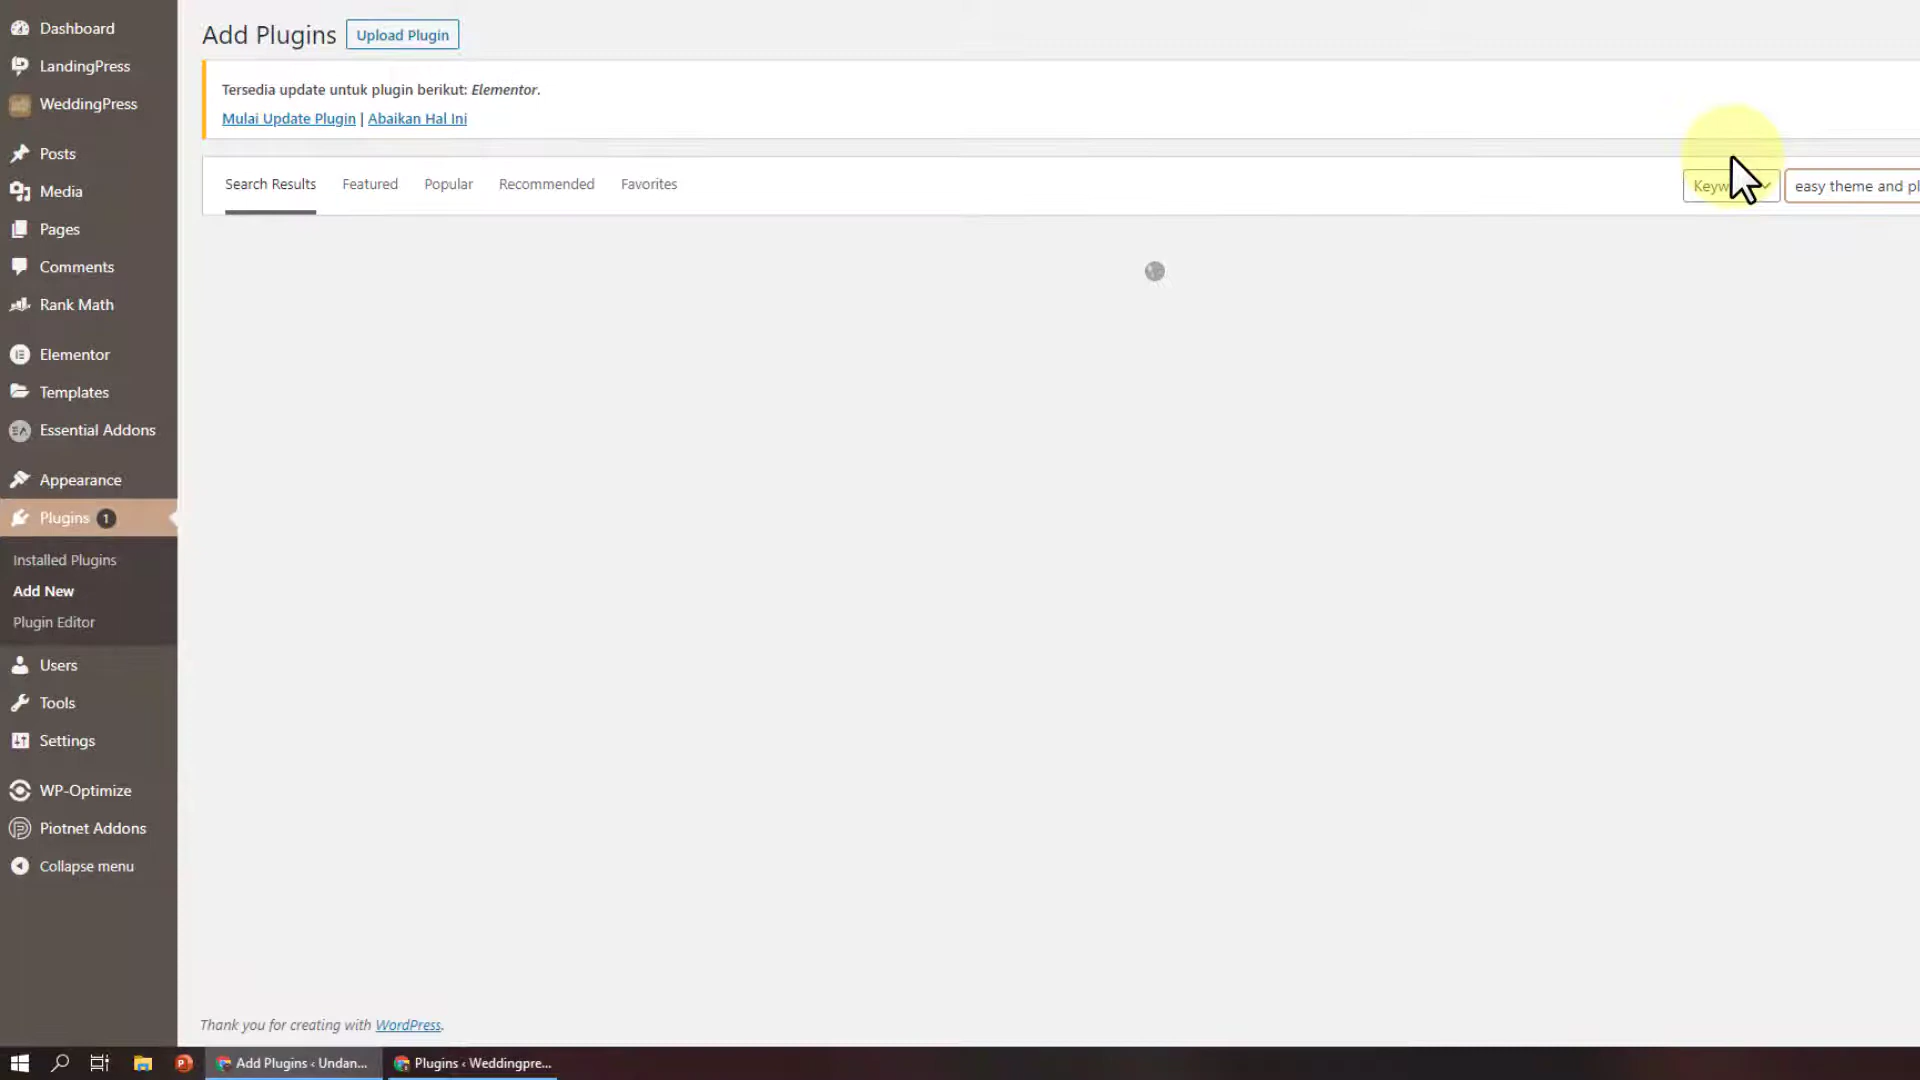 Dashboard
LandingPress
WeddingPress
Posts
Media
Pages
Comments
Rank Math
Elementor
Templates
Essential Addons
Appearance
Plugins 1
Installed Plugins
Add New
Plugin Editor
Users
Tools
Settings
WP-Optimize
Piotnet Addons
Collapse menu
Add Plugins Upload Plugin
Tersedia update untuk plugin berikut: Elementor.
Mulai Update Plugin | Abaikan Hal Ini
Search Results Featured Popular Recommended Favorites easy theme and pl
Thank you for creating with WordPress.
Add Plugins ‹ Undan... Plugins ‹ Weddingpre...